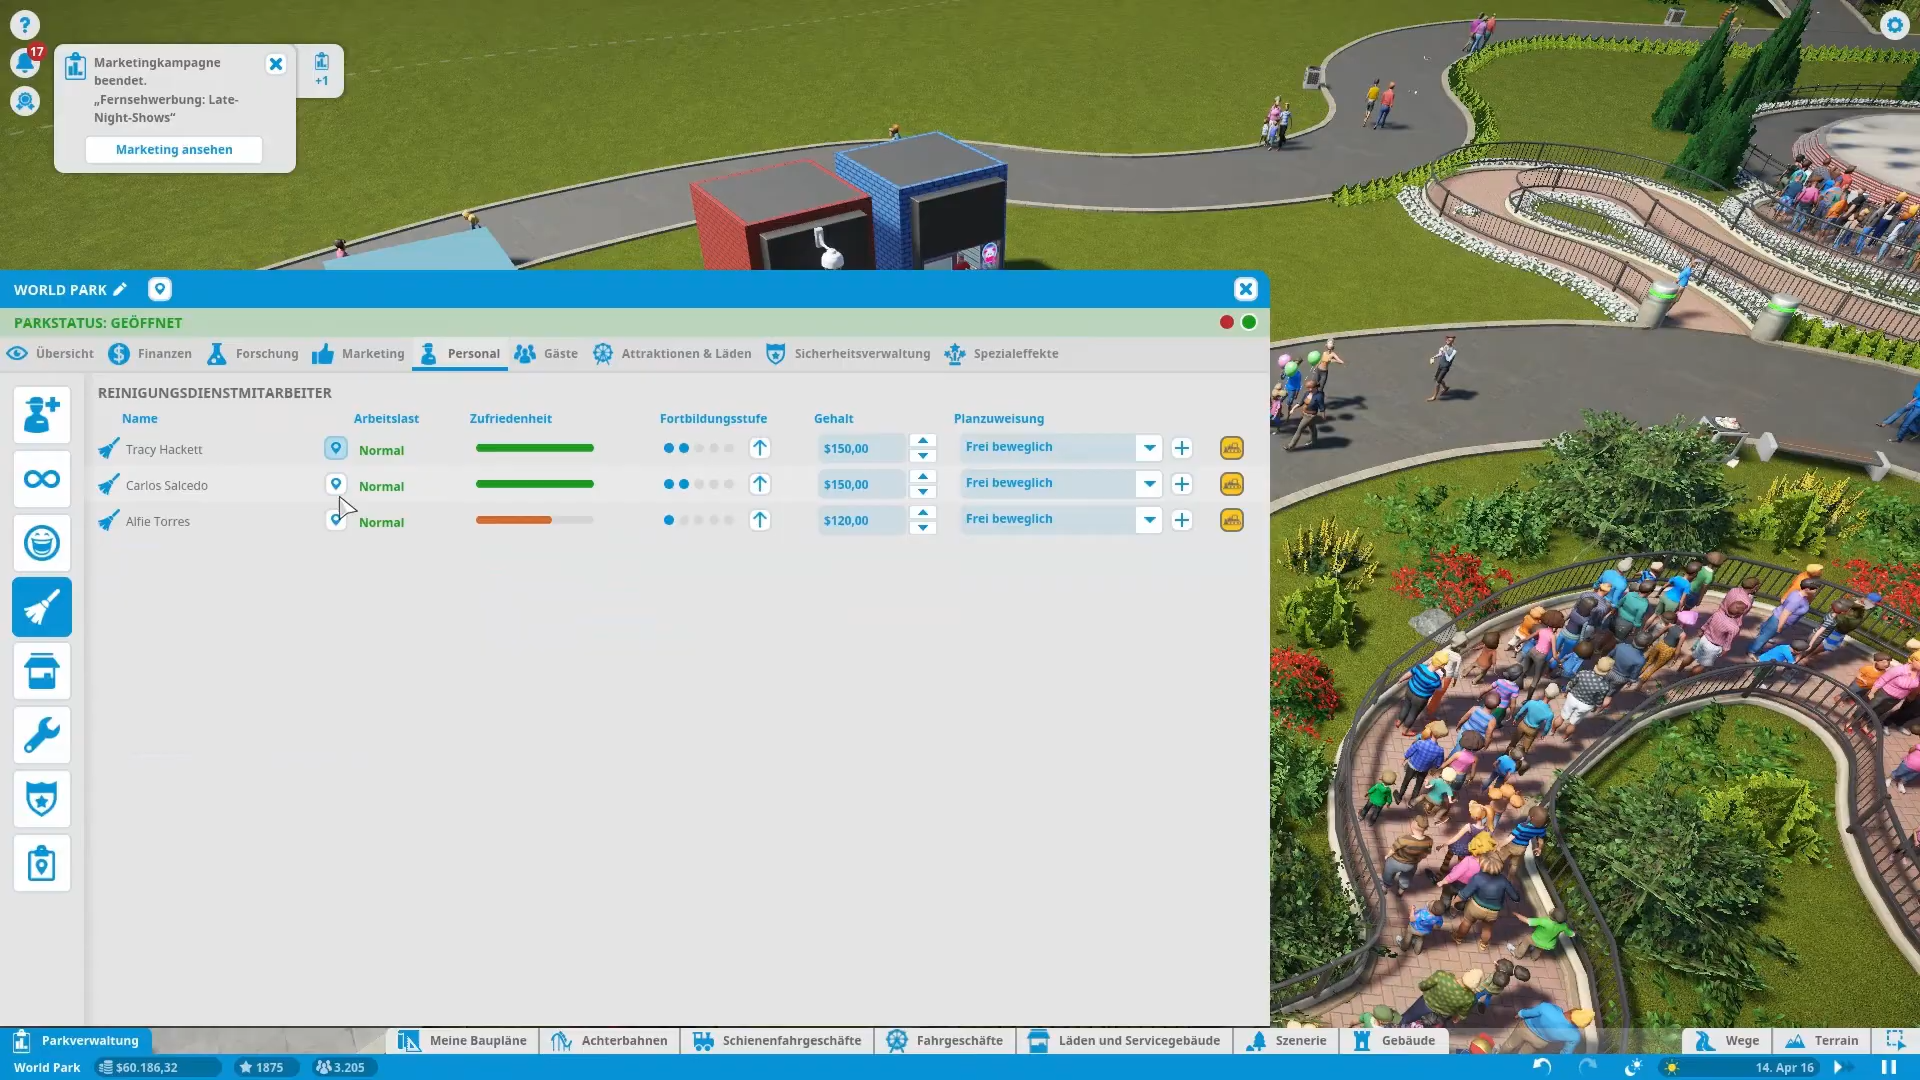 ?
17
Marketingkampagne
beendet.
„Fernsehwerbung: Late-
Night-Shows“
Marketing ansehen
+1
WORLD PARK
PARKSTATUS: GEÖFFNET
Übersicht
Finanzen
Forschung
Marketing
Personal
Gäste
Attraktionen & Läden
Sicherheitsverwaltung
Spezialeffekte
REINIGUNGSDIENSTMITARBEITER
Name Arbeitslast Zufriedenheit Fortbildungsstufe Gehalt Planzuweisung
Tracy Hackett Normal $150,00 Frei beweglich
Carlos Salcedo Normal $150,00 Frei beweglich
Alfie Torres Normal $120,00 Frei beweglich
Parkverwaltung
Meine Baupläne
Achterbahnen
Schienenfahrgeschäfte
Fahrgeschäfte
Läden und Servicegebäude
Szenerie
Gebäude
Wege
Terrain
World Park $60.186,32 1875 3.205 14. Apr 16